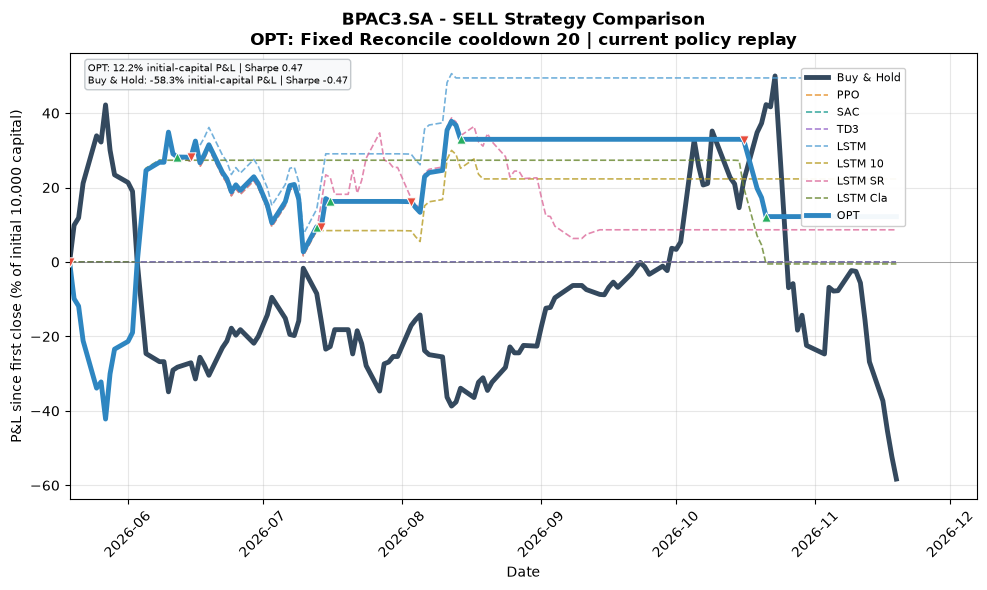 BPAC3.SA - SELL Strategy Comparison
OPT: Fixed Reconcile cooldown 20 | current policy replay
OPT: 12.2% initial-capital P&L | Sharpe 0.47
Buy & Hold: -58.3% initial-capital P&L | Sharpe -0.47
Buy & Hold
PPO
SAC
TD3
LSTM
LSTM 10
LSTM SR
LSTM Cla
OPT
P&L since first close (% of initial 10,000 capital)
40
20
0
−20
−40
−60
2026-06
2026-07
2026-08
2026-09
2026-10
2026-11
2026-12
Date